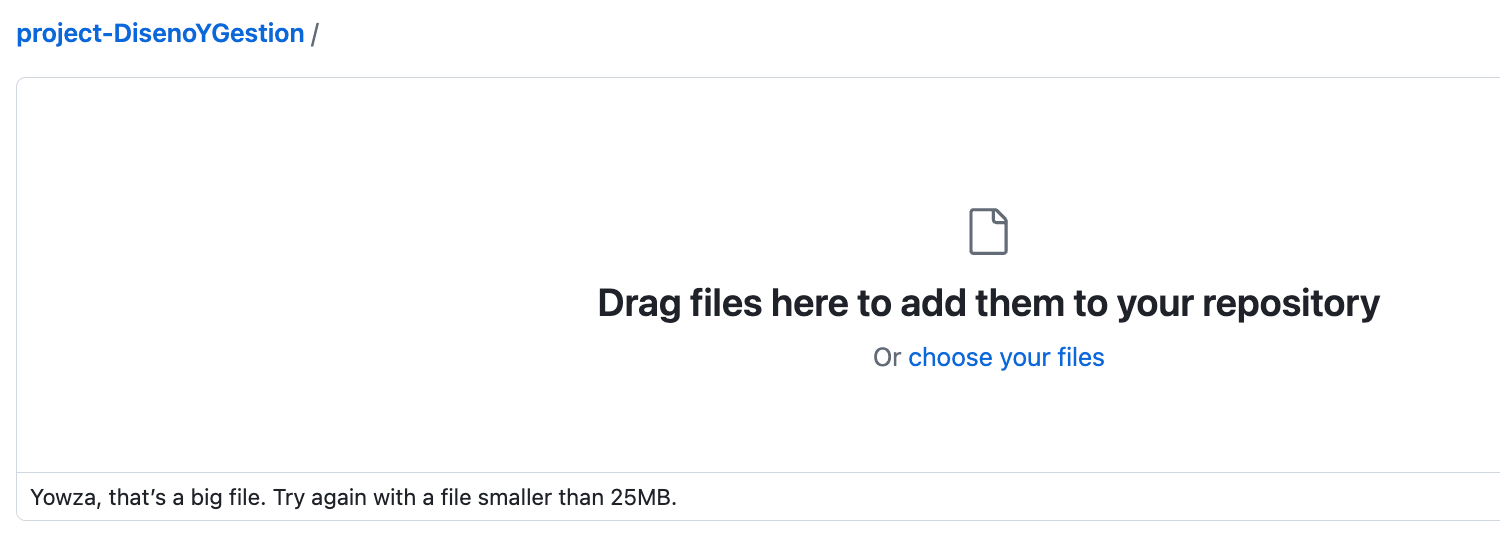 project-DisenoYGestion /
Drag files here to add them to your repository
Or choose your files
Yowza, that’s a big file. Try again with a file smaller than 25MB.